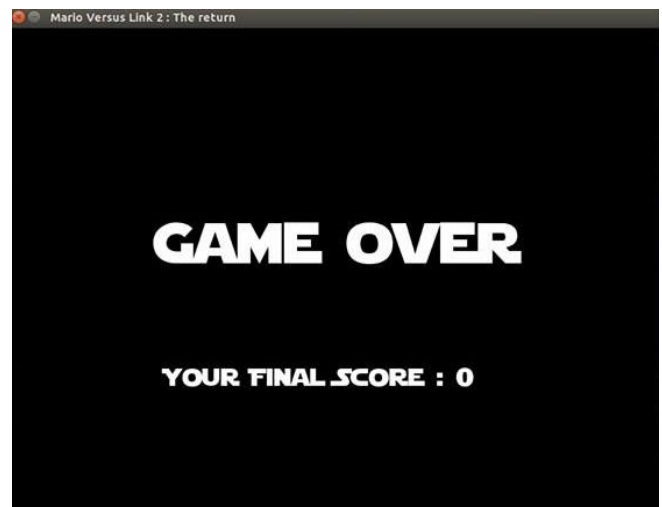 Mario Versus Link 2 : The return
GAME OVER
YOUR FINAL SCORE : 0